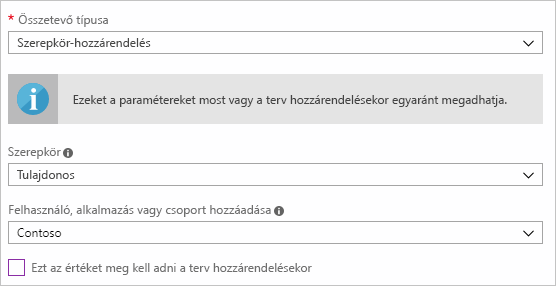 * Összetevő típusa
Szerepkör-hozzárendelés
Ezeket a paramétereket most vagy a terv hozzárendelésekor egyaránt megadhatja.
Szerepkör
Tulajdonos
Felhasználó, alkalmazás vagy csoport hozzáadása
Contoso
Ezt az értéket meg kell adni a terv hozzárendelésekor